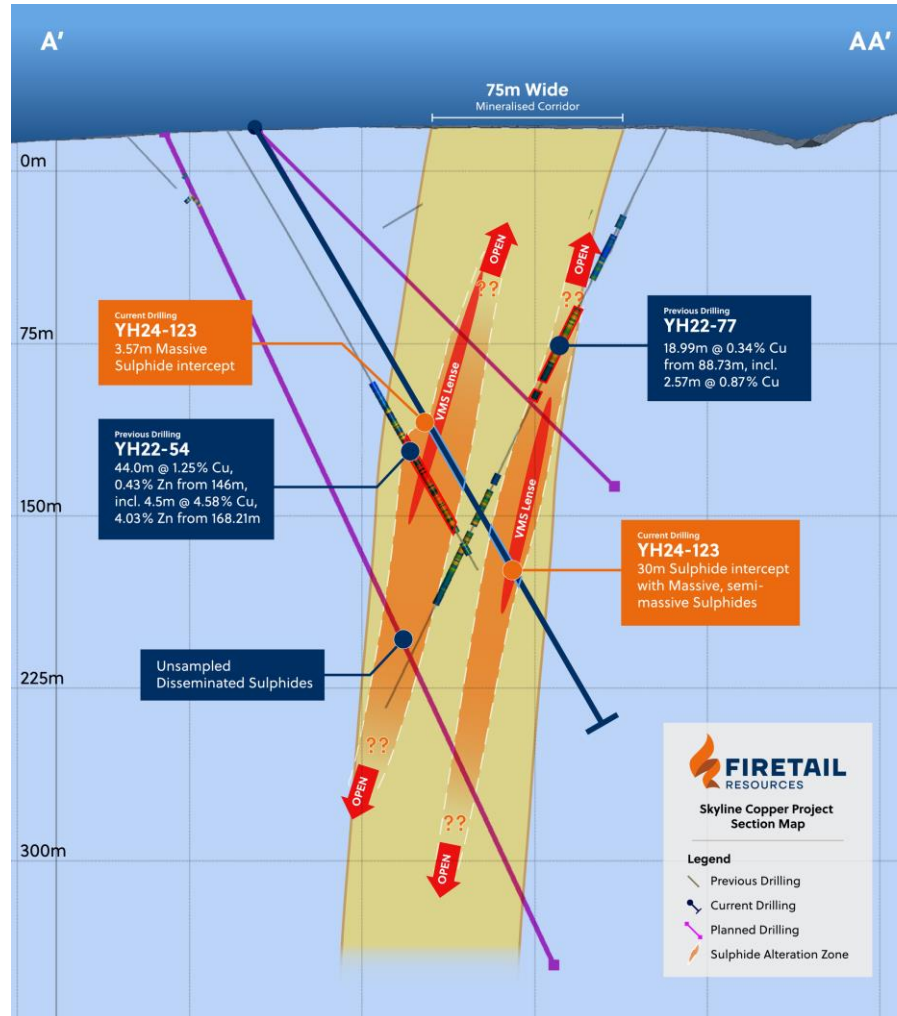 A'
AA'
75m Wide
Mineralised Corridor
0m
OPEN
OPEN
??
??
Current Drilling
YH24-123
3.57m Massive
Sulphide intercept
Previous Drilling
YH22-77
18.99m @ 0.34% Cu
from 88.73m, incl.
2.57m @ 0.87% Cu
75m
VMS Lense
Previous Drilling
YH22-54
44.0m @ 1.25% Cu,
0.43% Zn from 146m,
incl. 4.5m @ 4.58% Cu,
4.03% Zn from 168.21m
VMS Lense
150m
Current Drilling
YH24-123
30m Sulphide intercept
with Massive, semi-
massive Sulphides
Unsampled
Disseminated Sulphides
225m
??
OPEN
??
OPEN
300m
FIRETAIL
RESOURCES
Skyline Copper Project
Section Map
Legend
Previous Drilling
Current Drilling
Planned Drilling
Sulphide Alteration Zone